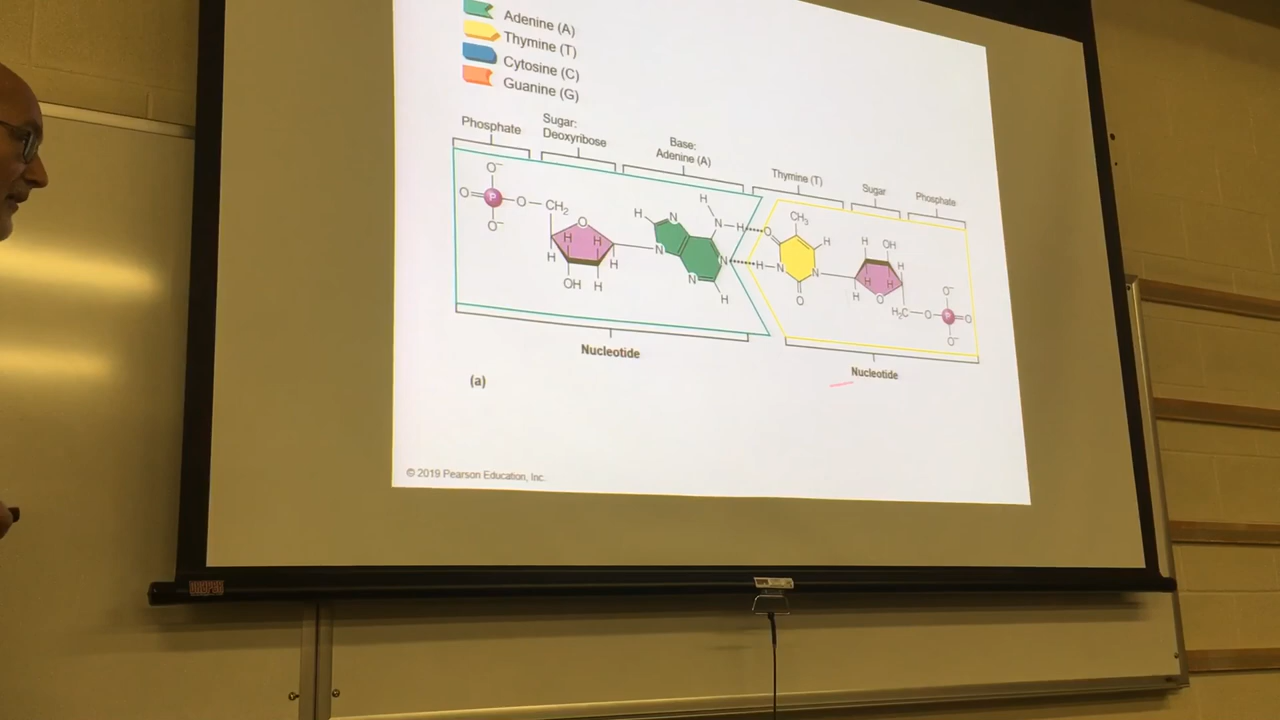 Adenine (A)
Thymine (T)
Cytosine (C)
Guanine (G)
Phosphate
Sugar:
Deoxyribose
Base:
Adenine (A)
Thymine (T)
Sugar
Phosphate
O⁻
O=P—O—CH₂
O⁻
O
H
H
H
H
OH
H
H
N
N
N
N
H
H
N—H
O
N
H—N
CH₃
H
N
O
H
OH
H
H
H
H
O
H₂C—O—P=O
O⁻
O⁻
Nucleotide
Nucleotide
(a)
© 2019 Pearson Education, Inc.